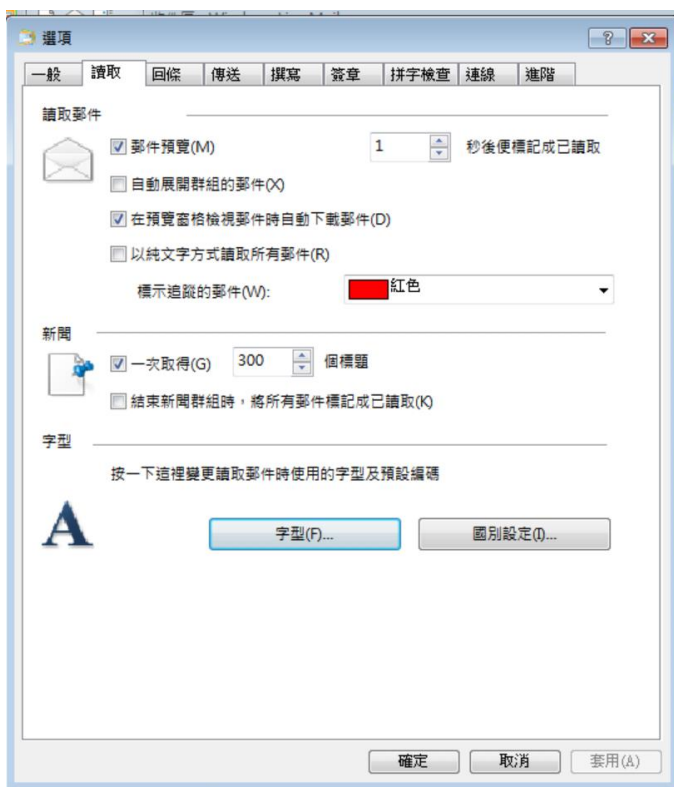 選項
一般 讀取 回條 傳送 撰寫 簽章 拼字檢查 連線 進階
讀取郵件
郵件預覽(M) 1 秒後便標記成已讀取
自動展開群組的郵件(X)
在預覽窗格檢視郵件時自動下載郵件(D)
以純文字方式讀取所有郵件(R)
標示追蹤的郵件(W): 紅色
新聞
一次取得(G) 300 個標題
結束新聞群組時，將所有郵件標記成已讀取(K)
字型
按一下這裡變更讀取郵件時使用的字型及預設編碼
字型(F)... 國別設定(I)...
確定 取消 套用(A)